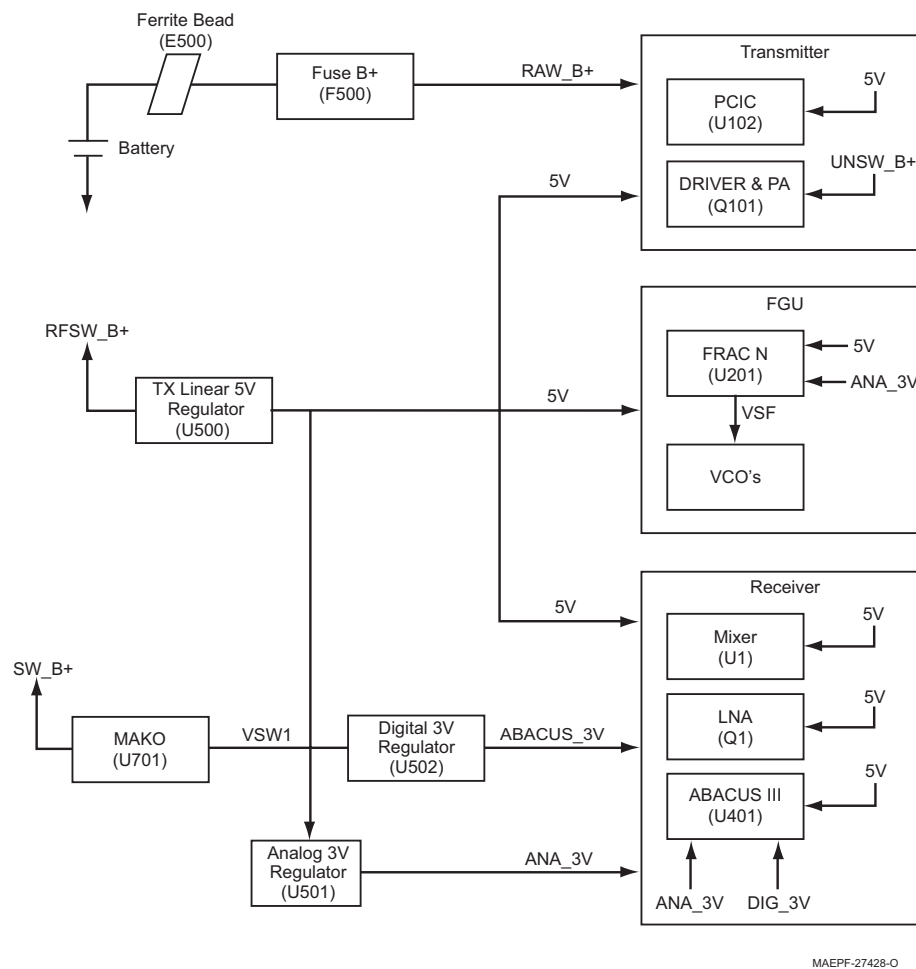 Ferrite Bead
(E500)
Fuse B+
(F500)
RAW_B+
Battery
Transmitter
PCIC
(U102)
5V
DRIVER & PA
(Q101)
UNSW_B+
5V
RFSW_B+
TX Linear 5V
Regulator
(U500)
5V
FGU
FRAC N
(U201)
5V
ANA_3V
VSF
VCO's
5V
SW_B+
MAKO
(U701)
VSW1
Digital 3V
Regulator
(U502)
ABACUS_3V
Analog 3V
Regulator
(U501)
ANA_3V
Receiver
Mixer
(U1)
5V
LNA
(Q1)
5V
ABACUS III
(U401)
5V
ANA_3V
DIG_3V
MAEPF-27428-O